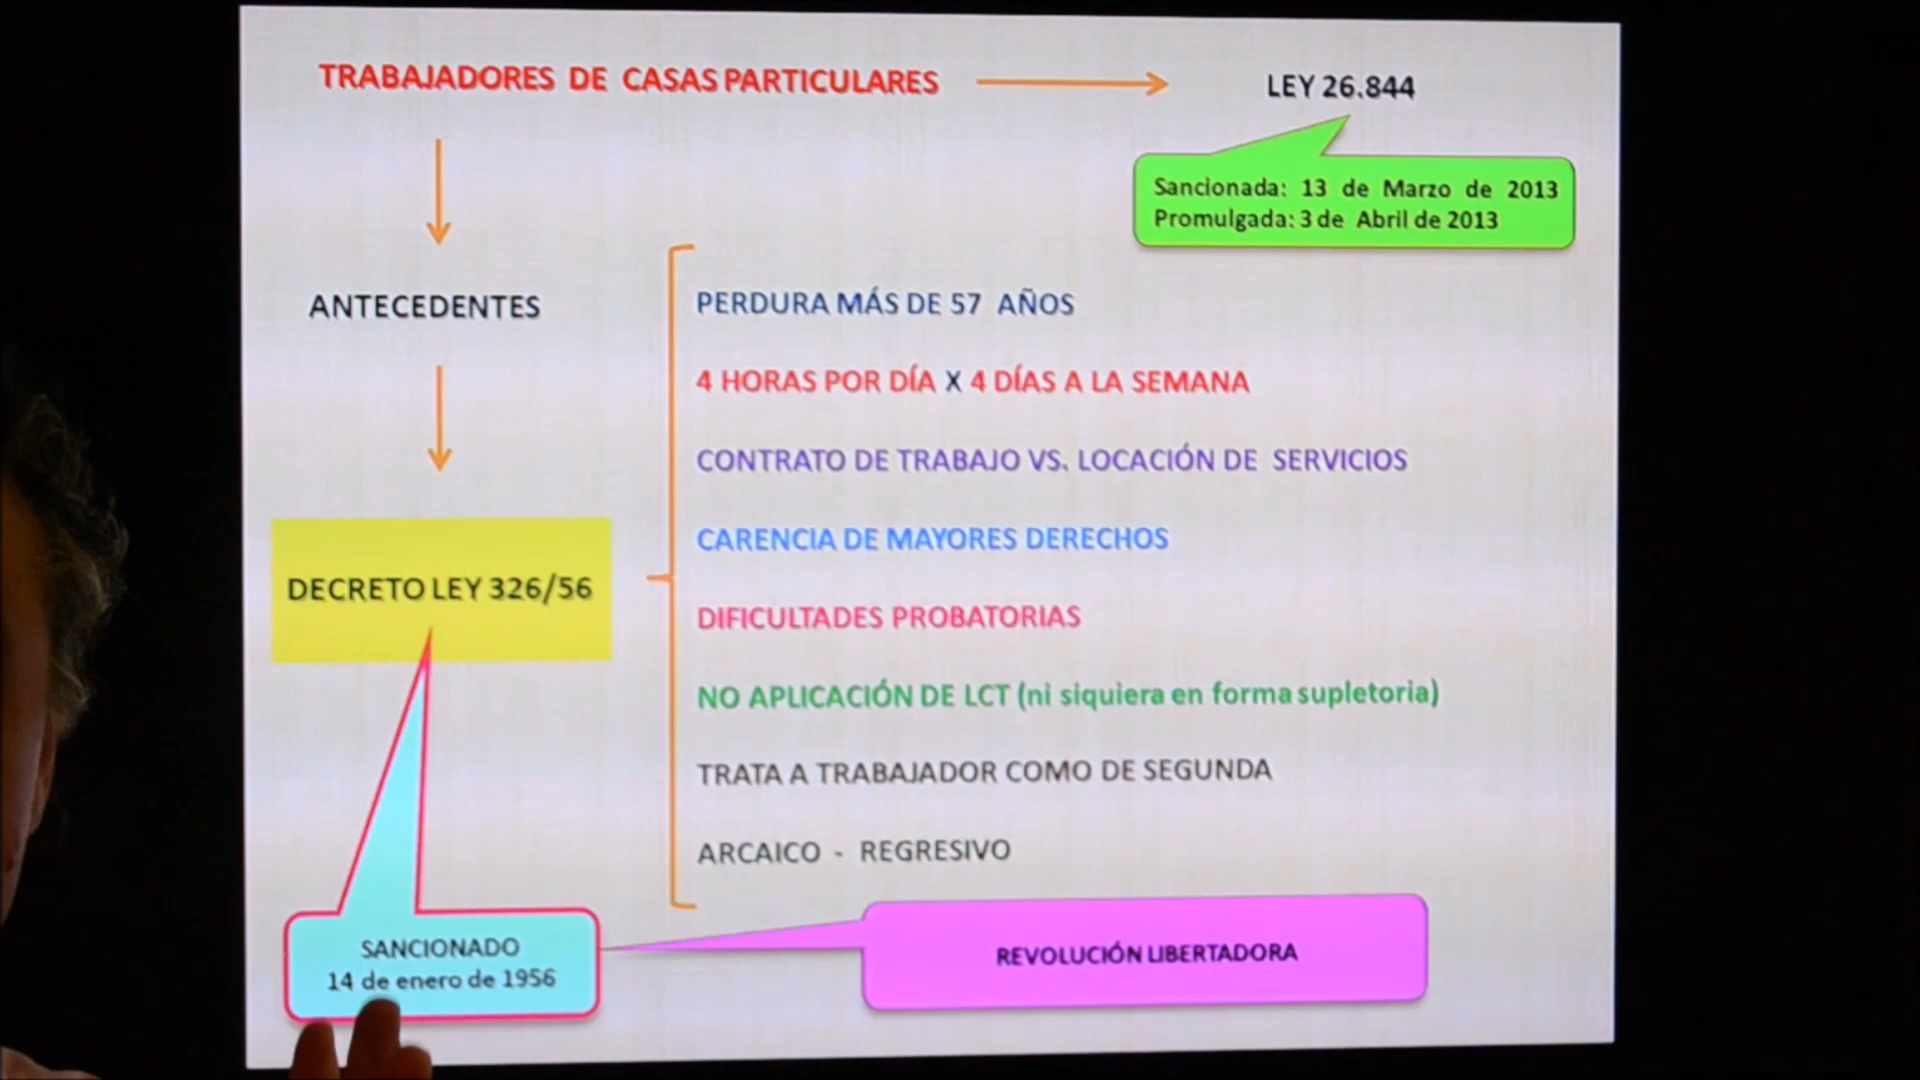 TRABAJADORES DE CASAS PARTICULARES
LEY 26.844
Sancionada: 13 de Marzo de 2013
Promulgada: 3 de Abril de 2013
ANTECEDENTES
DECRETO LEY 326/56
PERDURA MÁS DE 57 AÑOS
4 HORAS POR DÍA X 4 DÍAS A LA SEMANA
CONTRATO DE TRABAJO VS. LOCACIÓN DE SERVICIOS
CARENCIA DE MAYORES DERECHOS
DIFICULTADES PROBATORIAS
NO APLICACIÓN DE LCT (ni siquiera en forma supletoria)
TRATA A TRABAJADOR COMO DE SEGUNDA
ARCAICO - REGRESIVO
SANCIONADO
14 de enero de 1956
REVOLUCIÓN LIBERTADORA